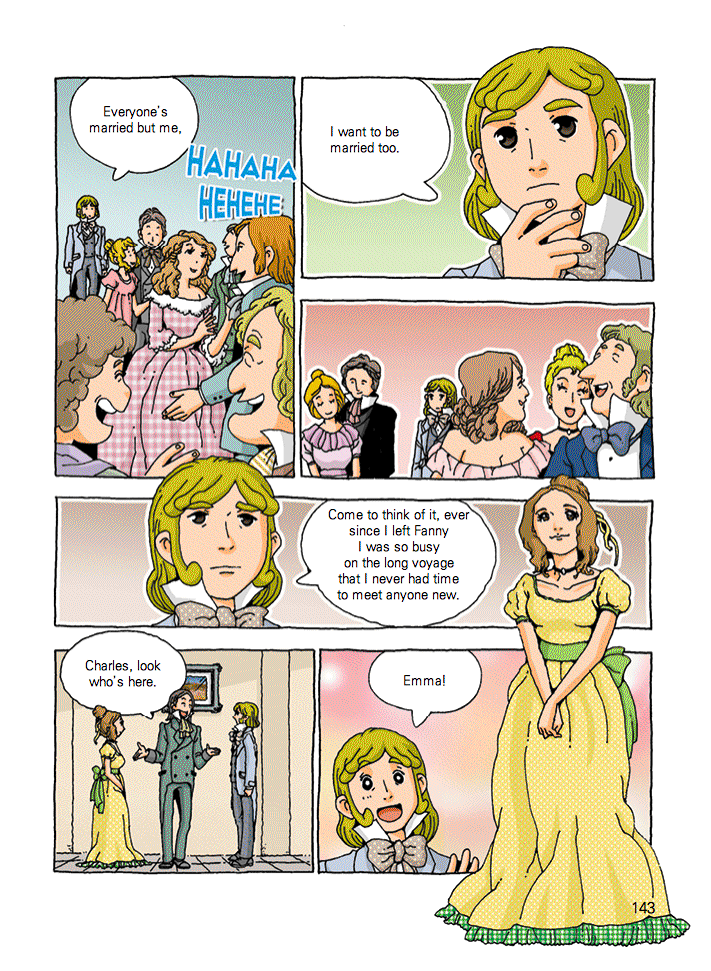 Everyone's
married but me,
HAHAHA
HEHEHE
I want to be
married too.
Come to think of it, ever
since I left Fanny
I was so busy
on the long voyage
that I never had time
to meet anyone new.
Charles, look
who's here.
Emma!
143